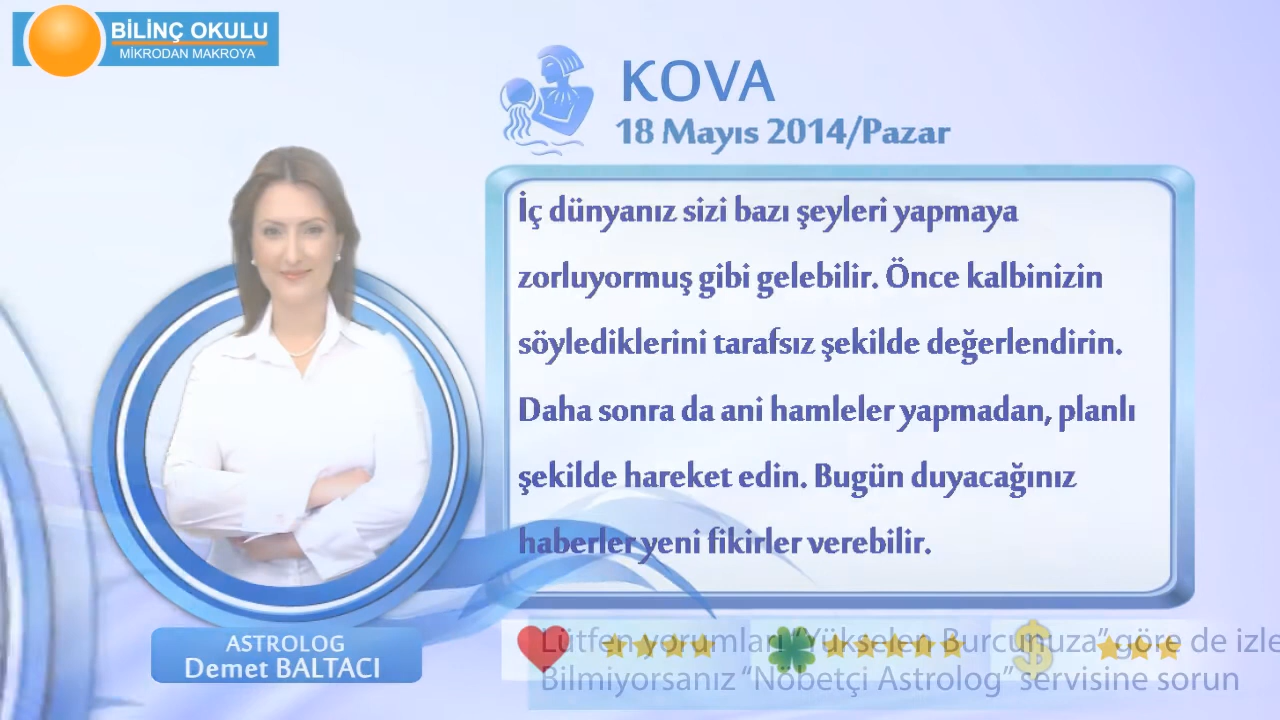 BİLİNÇ OKULU
MİKRODAN MAKROYA
KOVA
18 Mayıs 2014/Pazar
İç dünyanız sizi bazı şeyleri yapmaya
zorluyormuş gibi gelebilir. Önce kalbinizin
söylediklerini tarafsız şekilde değerlendirin.
Daha sonra da ani hamleler yapmadan, planlı
şekilde hareket edin. Bugün duyacağınız
haberler yeni fikirler verebilir.
ASTROLOG
Demet BALTACI
Lütfen yorumları “Yükselen Burcunuza” göre de izle
Bilmiyorsanız “Nöbetçi Astrolog” servisine sorun